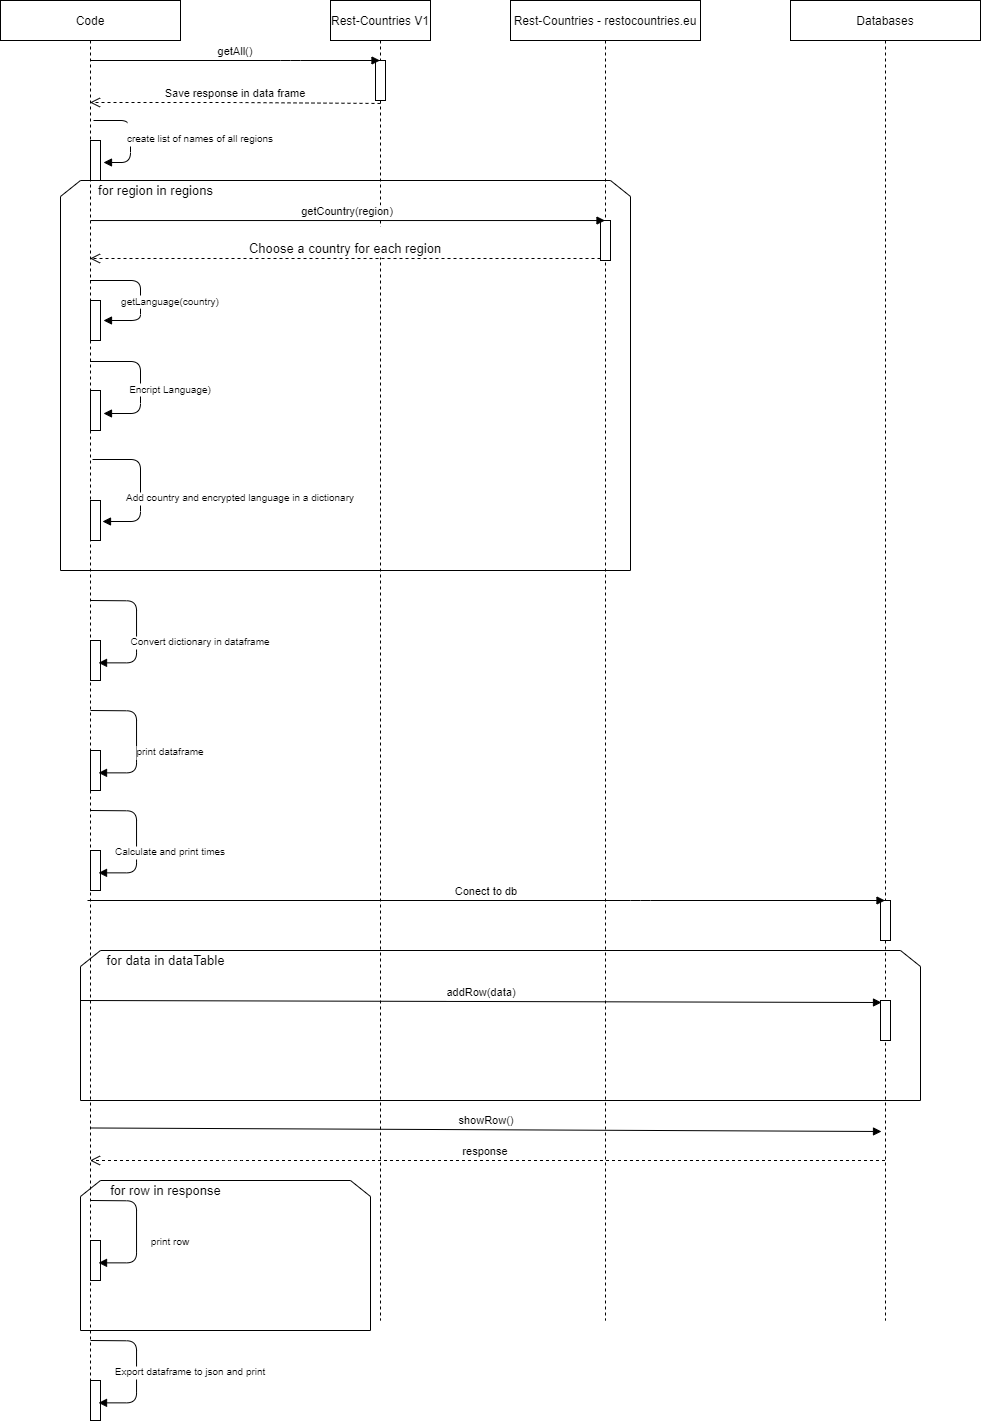 Code
Rest-Countries V1
Rest-Countries - restocountries.eu
Databases
getAll()
Save response in data frame
create list of names of all regions
for region in regions
getCountry(region)
Choose a country for each region
getLanguage(country)
Encript Language)
Add country and encrypted language in a dictionary
Convert dictionary in dataframe
print dataframe
Calculate and print times
Conect to db
for data in dataTable
addRow(data)
showRow()
response
for row in response
print row
Export dataframe to json and print